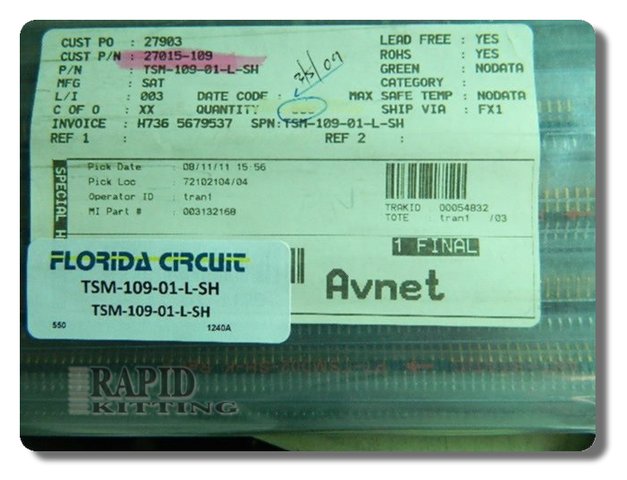 CUST PO : 27903
LEAD FREE : YES
CUST P/N : 27015-109
ROHS : YES
P/N : TSM-109-01-L-SH
GREEN : NODATA
MFG : SAT
CATEGORY :
L/I : 003
DATE CODE :
MAX SAFE TEMP : NODATA
C OF O : XX
QUANTITY
SHIP VIA : FX1
INVOICE : H736 5679537
SPN:TSM-109-01-L-SH
REF 1 :
REF 2 :
SPECIAL
Pick Date : 08/11/11 15:56
Pick Loc : 72102104/04
Operator ID : tran1
MI Part # : 003132168
TRAKID : 00054832
TOTE : tran1 /03
1 FINAL
Avnet
FLORIDA CIRCUIT
TSM-109-01-L-SH
TSM-109-01-L-SH
550
1240A
RAPID
KITTING